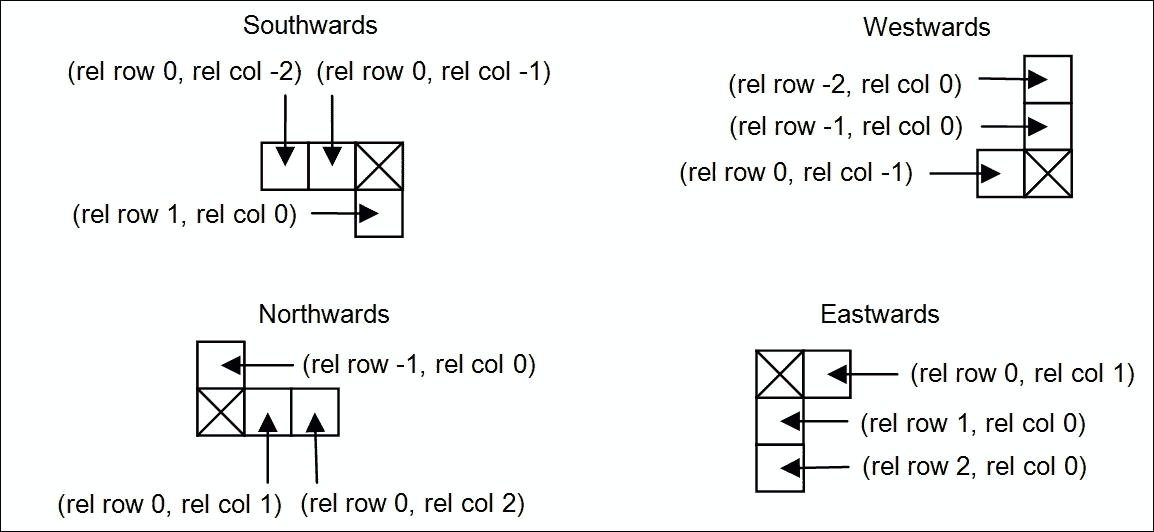 Southwards
(rel row 0, rel col -2) (rel row 0, rel col -1)
(rel row 1, rel col 0)
Westwards
(rel row -2, rel col 0)
(rel row -1, rel col 0)
(rel row 0, rel col -1)
Northwards
(rel row -1, rel col 0)
(rel row 0, rel col 1) (rel row 0, rel col 2)
Eastwards
(rel row 0, rel col 1)
(rel row 1, rel col 0)
(rel row 2, rel col 0)